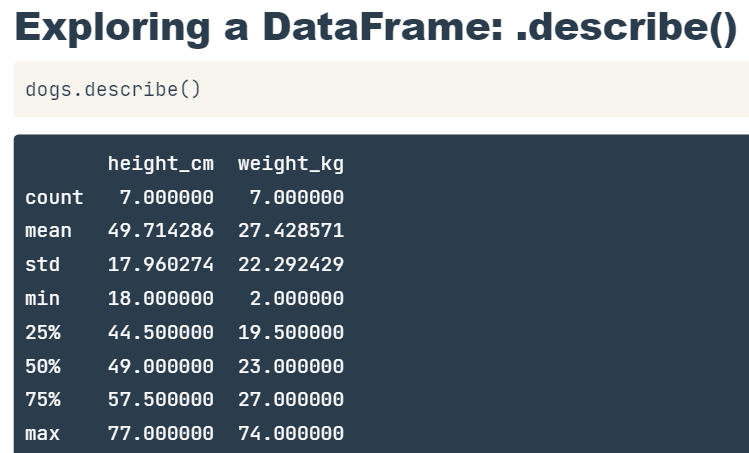 Exploring a DataFrame: .describe()
dogs.describe()
height_cm weight_kg
count 7.000000 7.000000
mean 49.714286 27.428571
std 17.960274 22.292429
min 18.000000 2.000000
25% 44.500000 19.500000
50% 49.000000 23.000000
75% 57.500000 27.000000
max 77.000000 74.000000